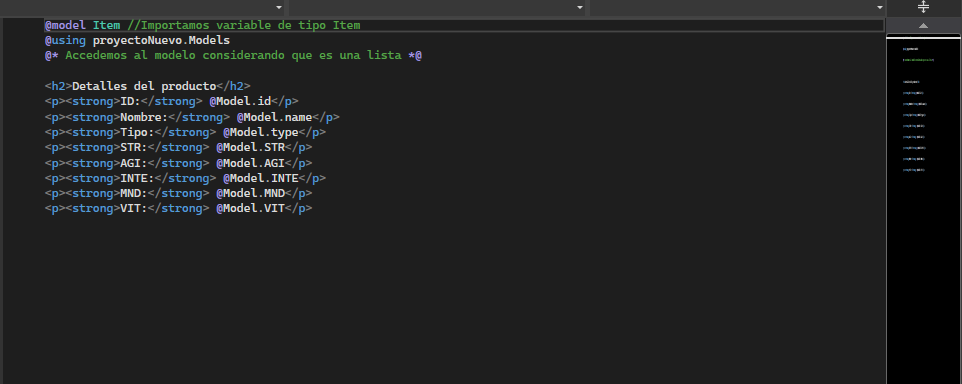 @model Item //Importamos variable de tipo Item
@using proyectoNuevo.Models
@* Accedemos al modelo considerando que es una lista *@
<h2>Detalles del producto</h2>
<p><strong>ID:</strong> @Model.id</p>
<p><strong>Nombre:</strong> @Model.name</p>
<p><strong>Tipo:</strong> @Model.type</p>
<p><strong>STR:</strong> @Model.STR</p>
<p><strong>AGI:</strong> @Model.AGI</p>
<p><strong>INTE:</strong> @Model.INTE</p>
<p><strong>MND:</strong> @Model.MND</p>
<p><strong>VIT:</strong> @Model.VIT</p>